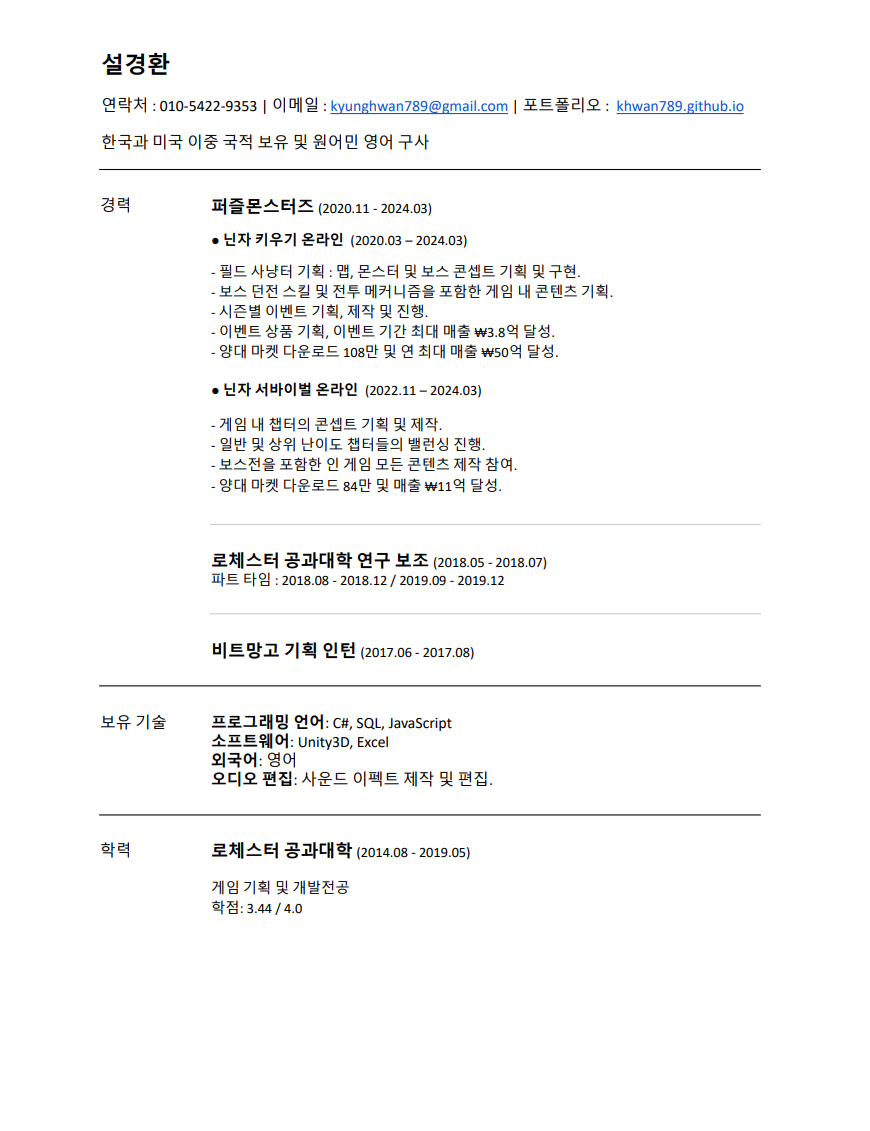 설경환
연락처 : 010-5422-9353 | 이메일 : kyunghwan789@gmail.com | 포트폴리오 : khwan789.github.io
한국과 미국 이중 국적 보유 및 원어민 영어 구사
경력
퍼즐몬스터즈 (2020.11 - 2024.03)
● 닌자 키우기 온라인 (2020.03 – 2024.03)
- 필드 사냥터 기획 : 맵, 몬스터 및 보스 콘셉트 기획 및 구현.
- 보스 던전 스킬 및 전투 메커니즘을 포함한 게임 내 콘텐츠 기획.
- 시즌별 이벤트 기획, 제작 및 진행.
- 이벤트 상품 기획, 이벤트 기간 최대 매출 ₩3.8억 달성.
- 양대 마켓 다운로드 108만 및 연 최대 매출 ₩50억 달성.
● 닌자 서바이벌 온라인 (2022.11 – 2024.03)
- 게임 내 챕터의 콘셉트 기획 및 제작.
- 일반 및 상위 난이도 챕터들의 밸런싱 진행.
- 보스전을 포함한 인 게임 모든 콘텐츠 제작 참여.
- 양대 마켓 다운로드 84만 및 매출 ₩11억 달성.
로체스터 공과대학 연구 보조 (2018.05 - 2018.07)
파트 타임 : 2018.08 - 2018.12 / 2019.09 - 2019.12
비트망고 기획 인턴 (2017.06 - 2017.08)
보유 기술
프로그래밍 언어: C#, SQL, JavaScript
소프트웨어: Unity3D, Excel
외국어: 영어
오디오 편집: 사운드 이펙트 제작 및 편집.
학력
로체스터 공과대학 (2014.08 - 2019.05)
게임 기획 및 개발전공
학점: 3.44 / 4.0